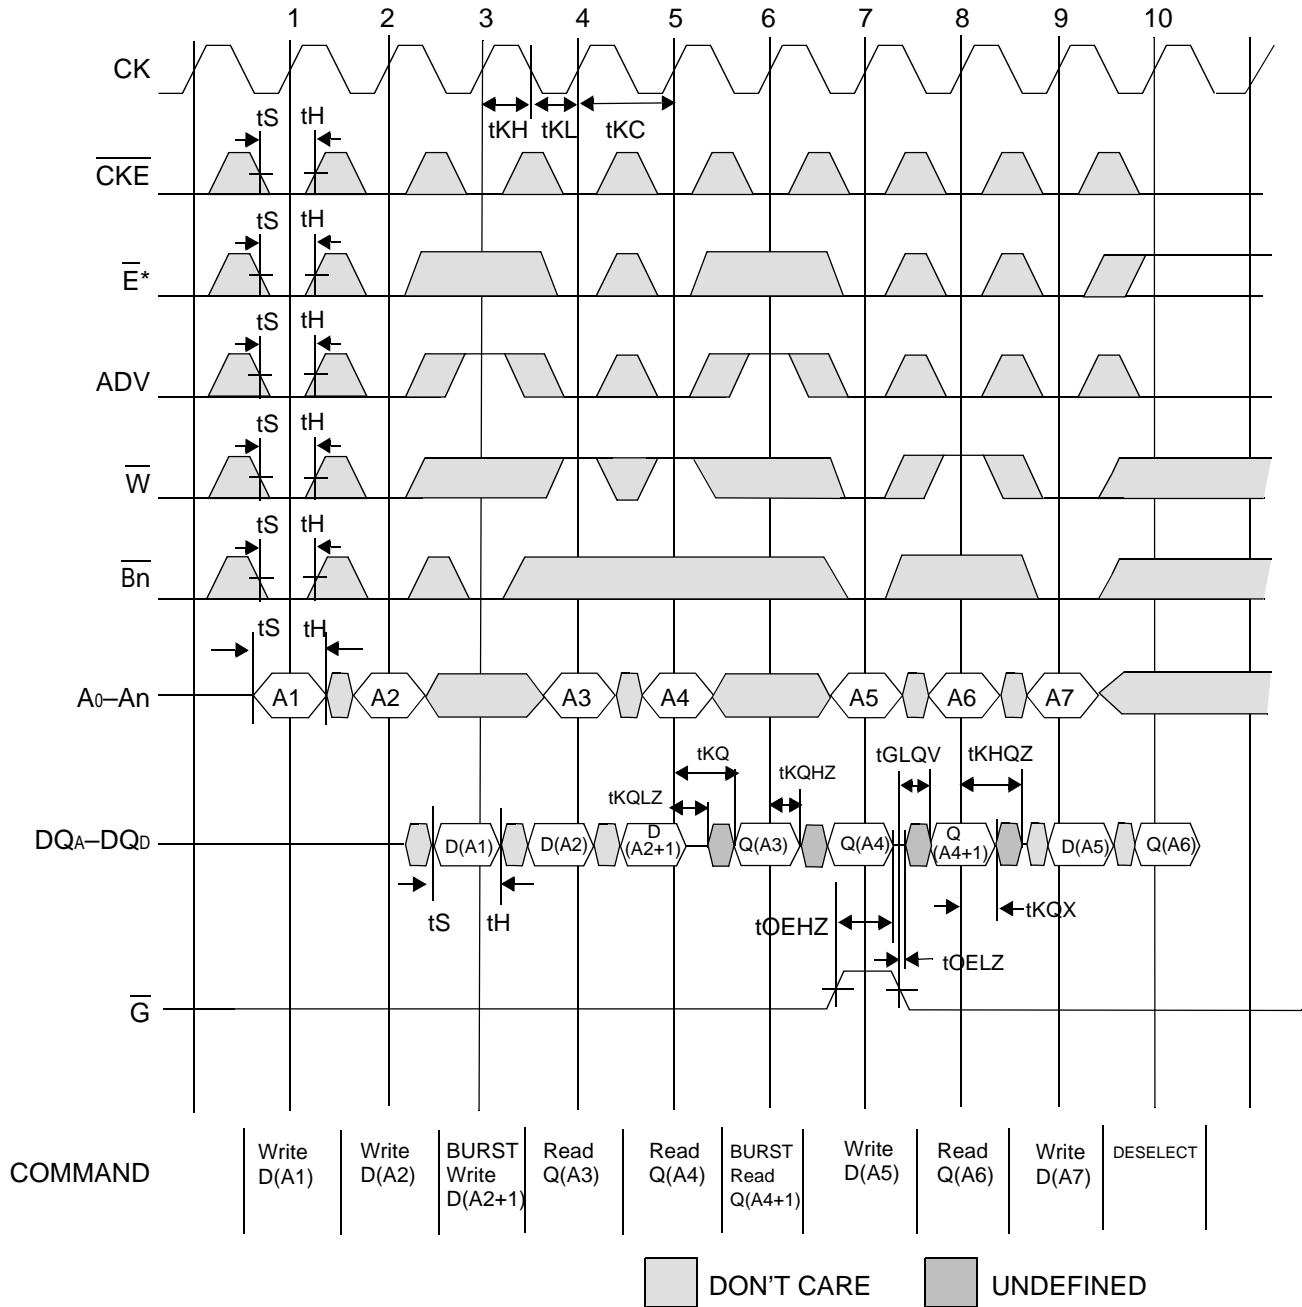 1 2 3 4 5 6 7 8 9 10
CK
tKH tKL tKC
tS tH
CKE
tS tH
E*
tS tH
ADV
tS tH
W
tS tH
Bn
tS tH
A0–An A1 A2 A3 A4 A5 A6 A7
tKQ tKQHZ tGLQV tKHQZ
tKQLZ
DQA–DQD D(A1) D(A2) D (A2+1) Q(A3) Q(A4) Q (A4+1) D(A5) Q(A6)
tS tH tOEHZ tKQX
tOELZ
G
COMMAND
Write D(A1)
Write D(A2)
BURST Write D(A2+1)
Read Q(A3)
Read Q(A4)
BURST Read Q(A4+1)
Write D(A5)
Read Q(A6)
Write D(A7)
DESELECT
DON'T CARE UNDEFINED